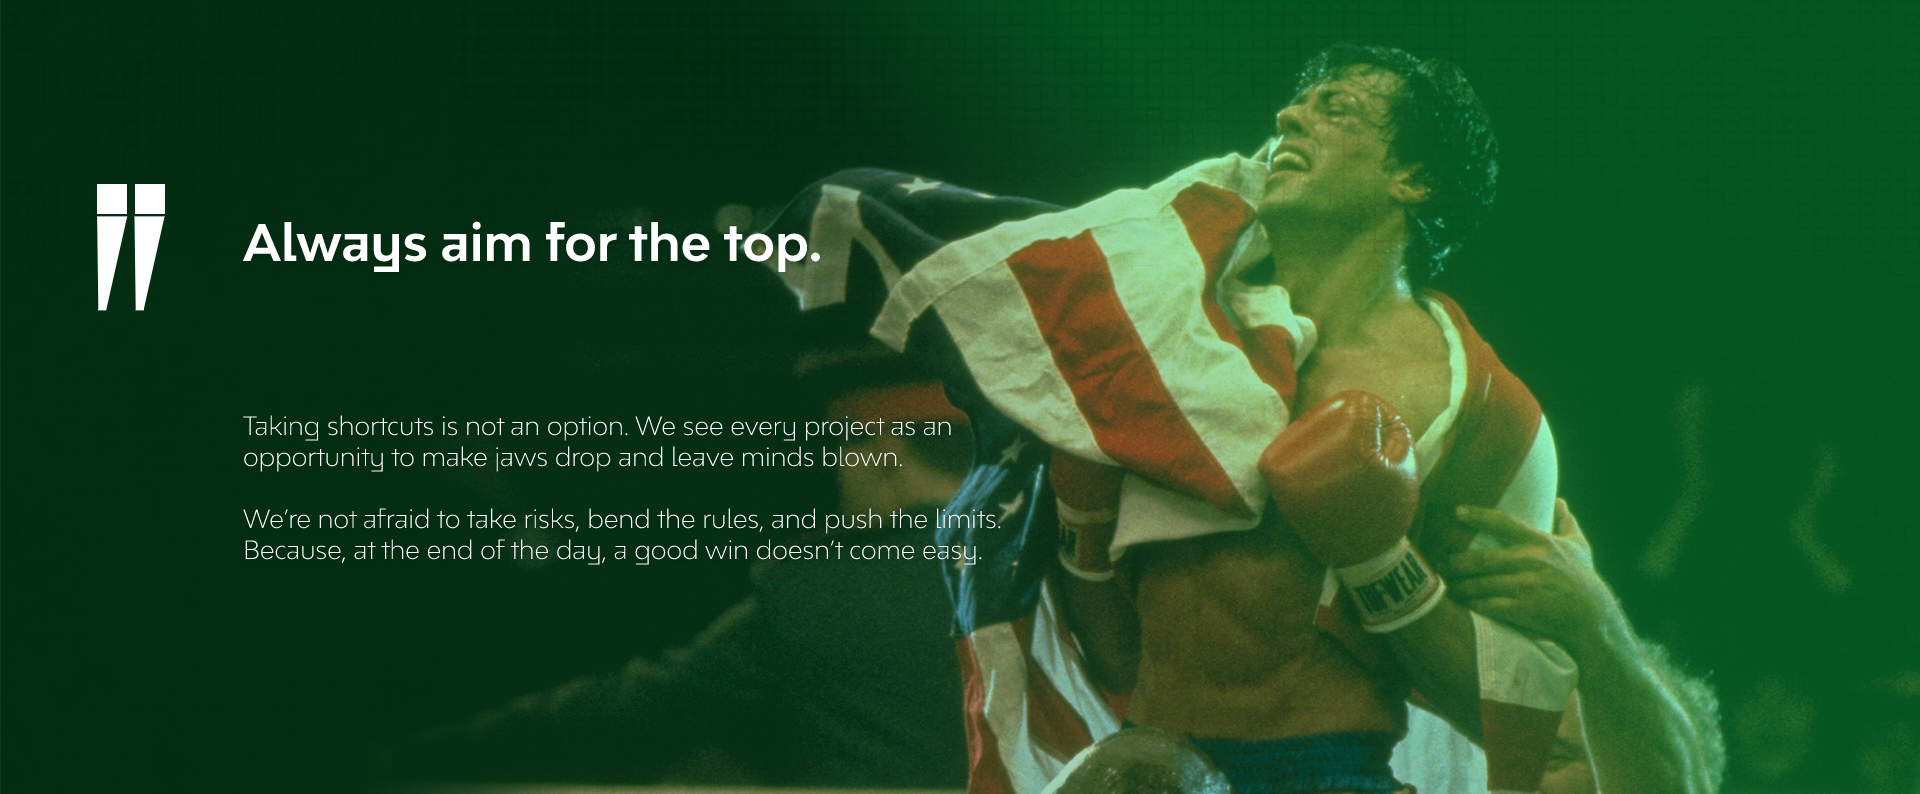 "
Always aim for the top.
Taking shortcuts is not an option. We see every project as an
opportunity to make jaws drop and leave minds blown.
We're not afraid to take risks, bend the rules, and push the limits.
Because, at the end of the day, a good win doesn't come easy.
TUFWEAR